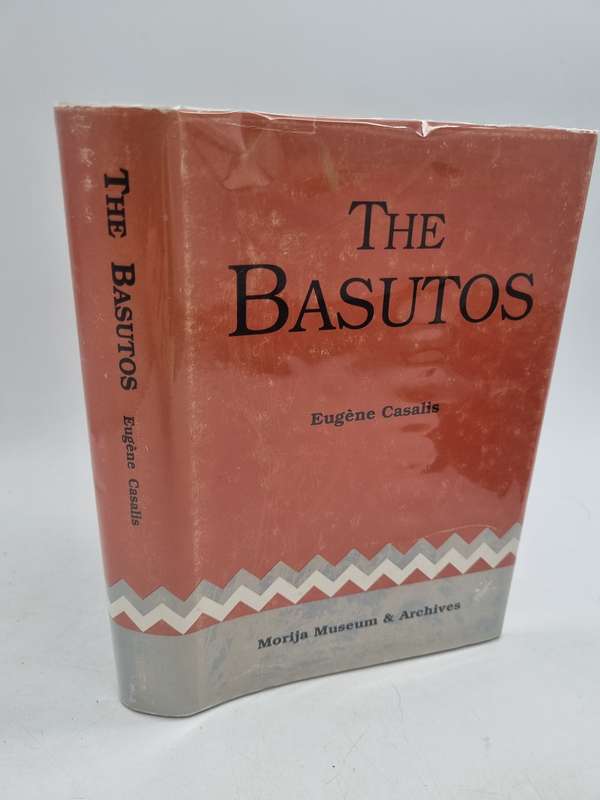 THE BASUTOS Eugène Casalis
THE
BASUTOS
Eugène Casalis
Morija Museum & Archives